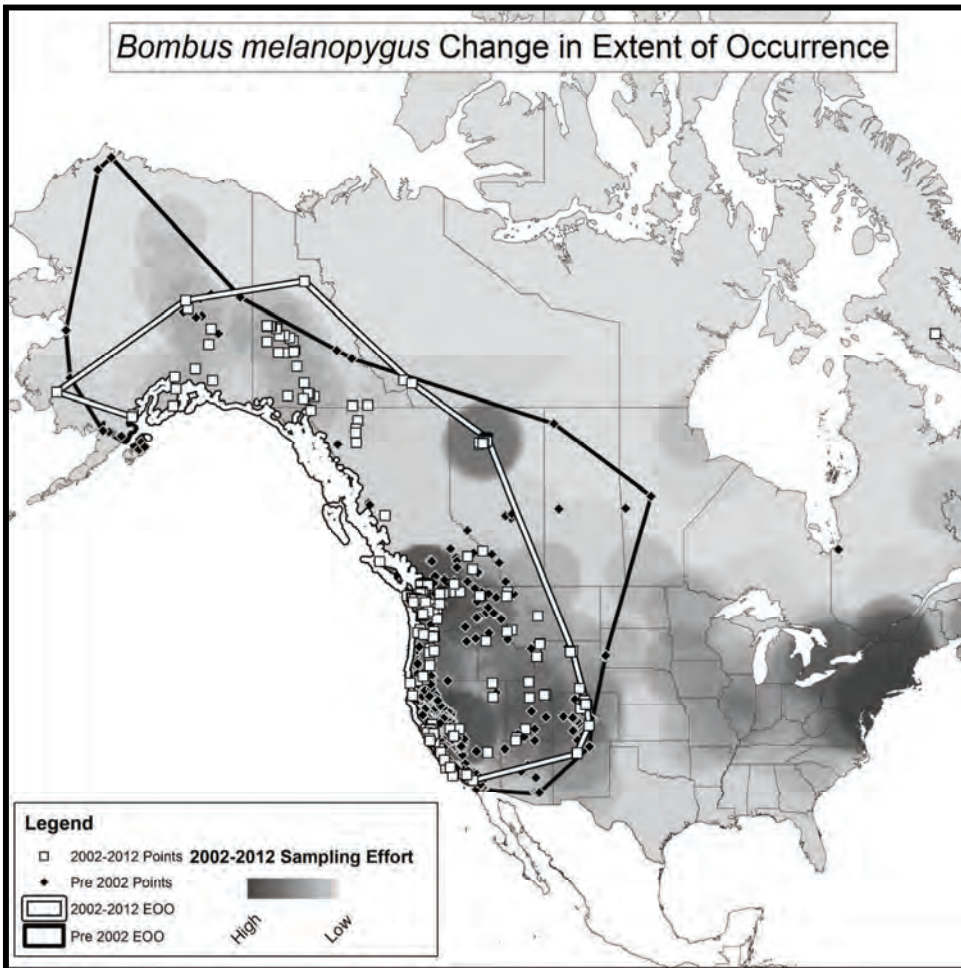 Bombus melanopygus Change in Extent of Occurrence
Legend
2002-2012 Points
Pre 2002 Points
2002-2012 EOO
Pre 2002 EOO
2002-2012 Sampling Effort
High
Low